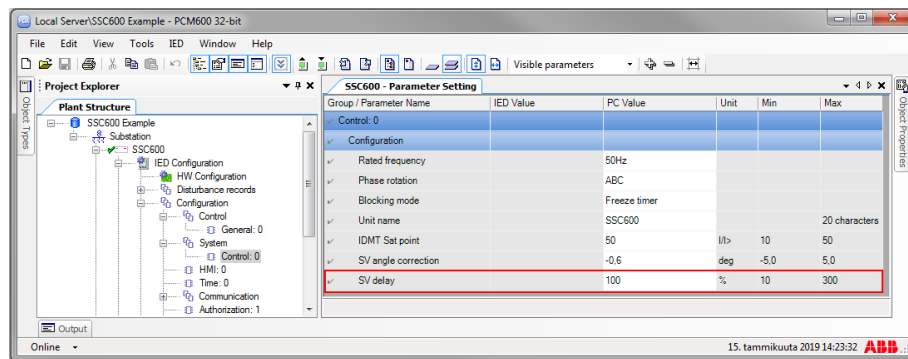 Local Server\SSC600 Example - PCM600 32-bit
File Edit View Tools IED Window Help
Visible parameters
Object Types
Project Explorer
Plant Structure
SSC600 Example
Substation
SSC600
IED Configuration
HW Configuration
Disturbance records
Configuration
Control
General: 0
System
Control: 0
HMI: 0
Time: 0
Communication
Authorization: 1
SSC600 - Parameter Setting
Group / Parameter Name IED Value PC Value Unit Min Max
Control: 0
Configuration
Rated frequency 50Hz
Phase rotation ABC
Blocking mode Freeze timer
Unit name SSC600 20 characters
IDMT Sat point 50 I/I> 10 50
SV angle correction -0,6 deg -5,0 5,0
SV delay 100 % 10 300
Object Properties
Output
Online
15. tammikuuta 2019 14:23:32 ABB